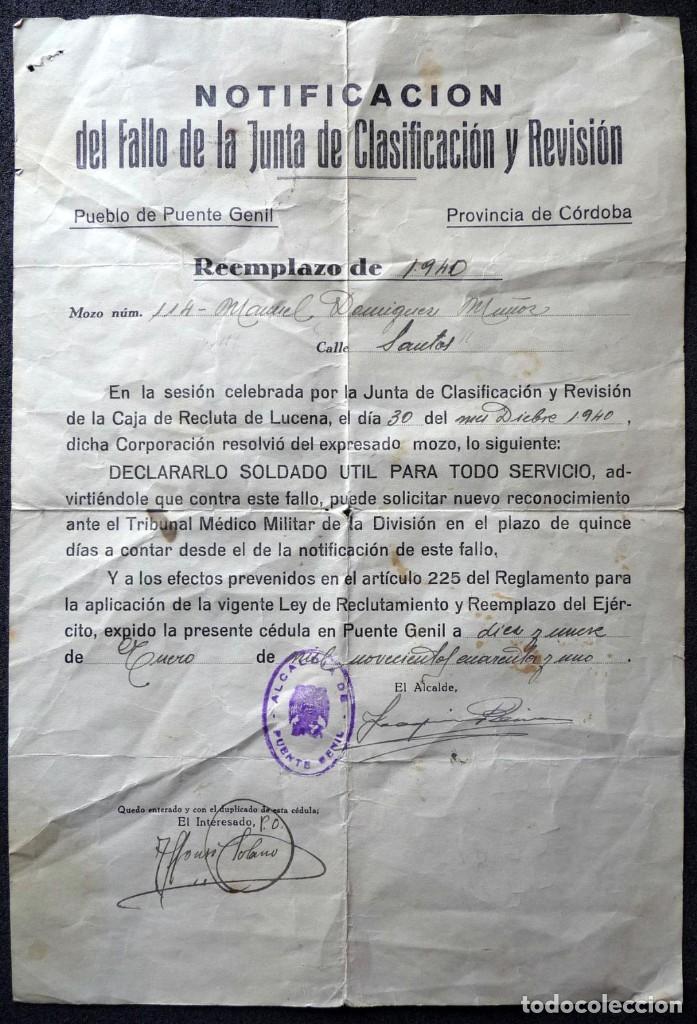 NOTIFICACION
del Fallo de la Junta de Clasificación y Revisión
Pueblo de Puente Genil Provincia de Córdoba
Reemplazo de 1940
Mozo núm. 114- Manuel Dominguez Muñoz
Calle Santos
En la sesión celebrada por la Junta de Clasificación y Revisión
de la Caja de Recluta de Lucena, el día 30 del mes Dicbre 1940,
dicha Corporación resolvió del expresado mozo, lo siguiente:
DECLARARLO SOLDADO UTIL PARA TODO SERVICIO, ad-
virtiéndole que contra este fallo, puede solicitar nuevo reconocimiento
ante el Tribunal Médico Militar de la División en el plazo de quince
días a contar desde el de la notificación de este fallo,
Y a los efectos prevenidos en el artículo 225 del Reglamento para
la aplicación de la vigente Ley de Reclutamiento y Reemplazo del Ejér-
cito, expido la presente cédula en Puente Genil a diez y nueve
de Enero de mil novecientos cuarenta y uno.
El Alcalde,
ALCALDIA DE
PUENTE GENIL
Joaquin
Quedo enterado y con el duplicado de esta cédula;
El Interesado, P.O.
Solano
todocoleccion